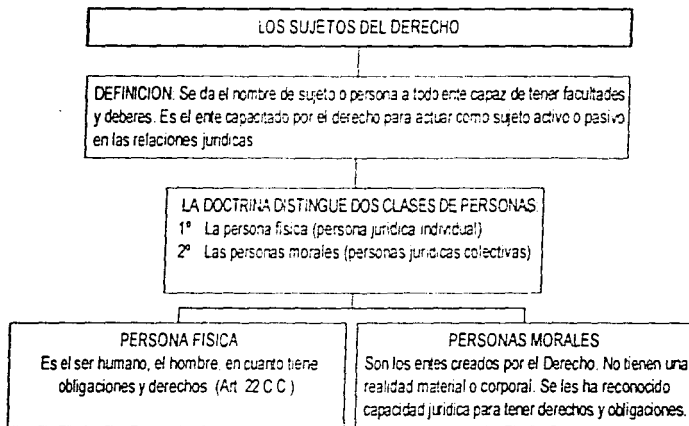 LOS SUJETOS DEL DERECHO
DEFINICION: Se da el nombre de sujeto o persona a todo ente capaz de tener facultades
y deberes. Es el ente capacitado por el derecho para actuar como sujeto activo o pasivo
en las relaciones juridicas
LA DOCTRINA DISTINGUE DOS CLASES DE PERSONAS
1º La persona fisica (persona juridica individual)
2º Las personas morales (personas juridicas colectivas)
PERSONA FISICA
Es el ser humano, el hombre, en cuanto tiene
obligaciones y derechos (Art 22 C C )
PERSONAS MORALES
Son los entes creados por el Derecho. No tienen una
realidad material o corporal. Se les ha reconocido
capacidad juridica para tener derechos y obligaciones.